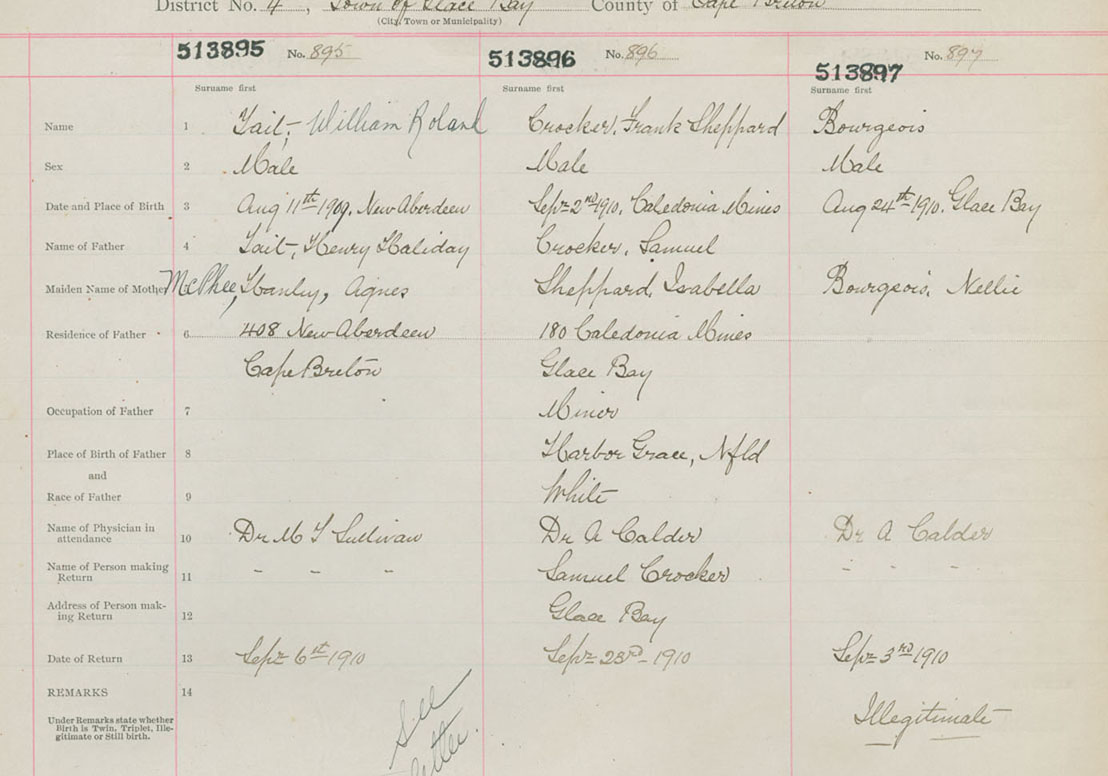 District No. 4, Town of Glace Bay County of Cape Breton
(City, Town or Municipality)
513895 No. 895 513896 No. 896 513897 No. 897
Surname first Surname first Surname first
Name 1 Tait, William Roland Crocker, Frank Sheppard Bourgeois
Sex 2 Male Male Male
Date and Place of Birth 3 Aug 11th 1909, New Aberdeen Sept 2nd 1910, Caledonia Mines Aug 24th 1910. Glace Bay
Name of Father 4 Tait, Henry Haliday Crocker, Samuel
Maiden Name of Mother McPhee, Hanley, Agnes Sheppard, Isabella Bourgeois, Nellie
Residence of Father 6 408 New Aberdeen 180 Caledonia Mines
Cape Breton Glace Bay
Occupation of Father 7 Miner
Place of Birth of Father 8 Harbor Grace, Nfld
and
Race of Father 9 White
Name of Physician in
attendance 10 Dr M T Sullivan Dr A Calder Dr A Calder
Name of Person making
Return 11 - - - Samuel Crocker - - -
Address of Person mak-
ing Return 12 Glace Bay
Date of Return 13 Sept 6th 1910 Sept 23rd 1910 Sept 3rd 1910
REMARKS 14
Under Remarks state whether
Birth is Twin, Triplet, Ille-
gitimate or Still birth.
Illegitimate
See
letter.